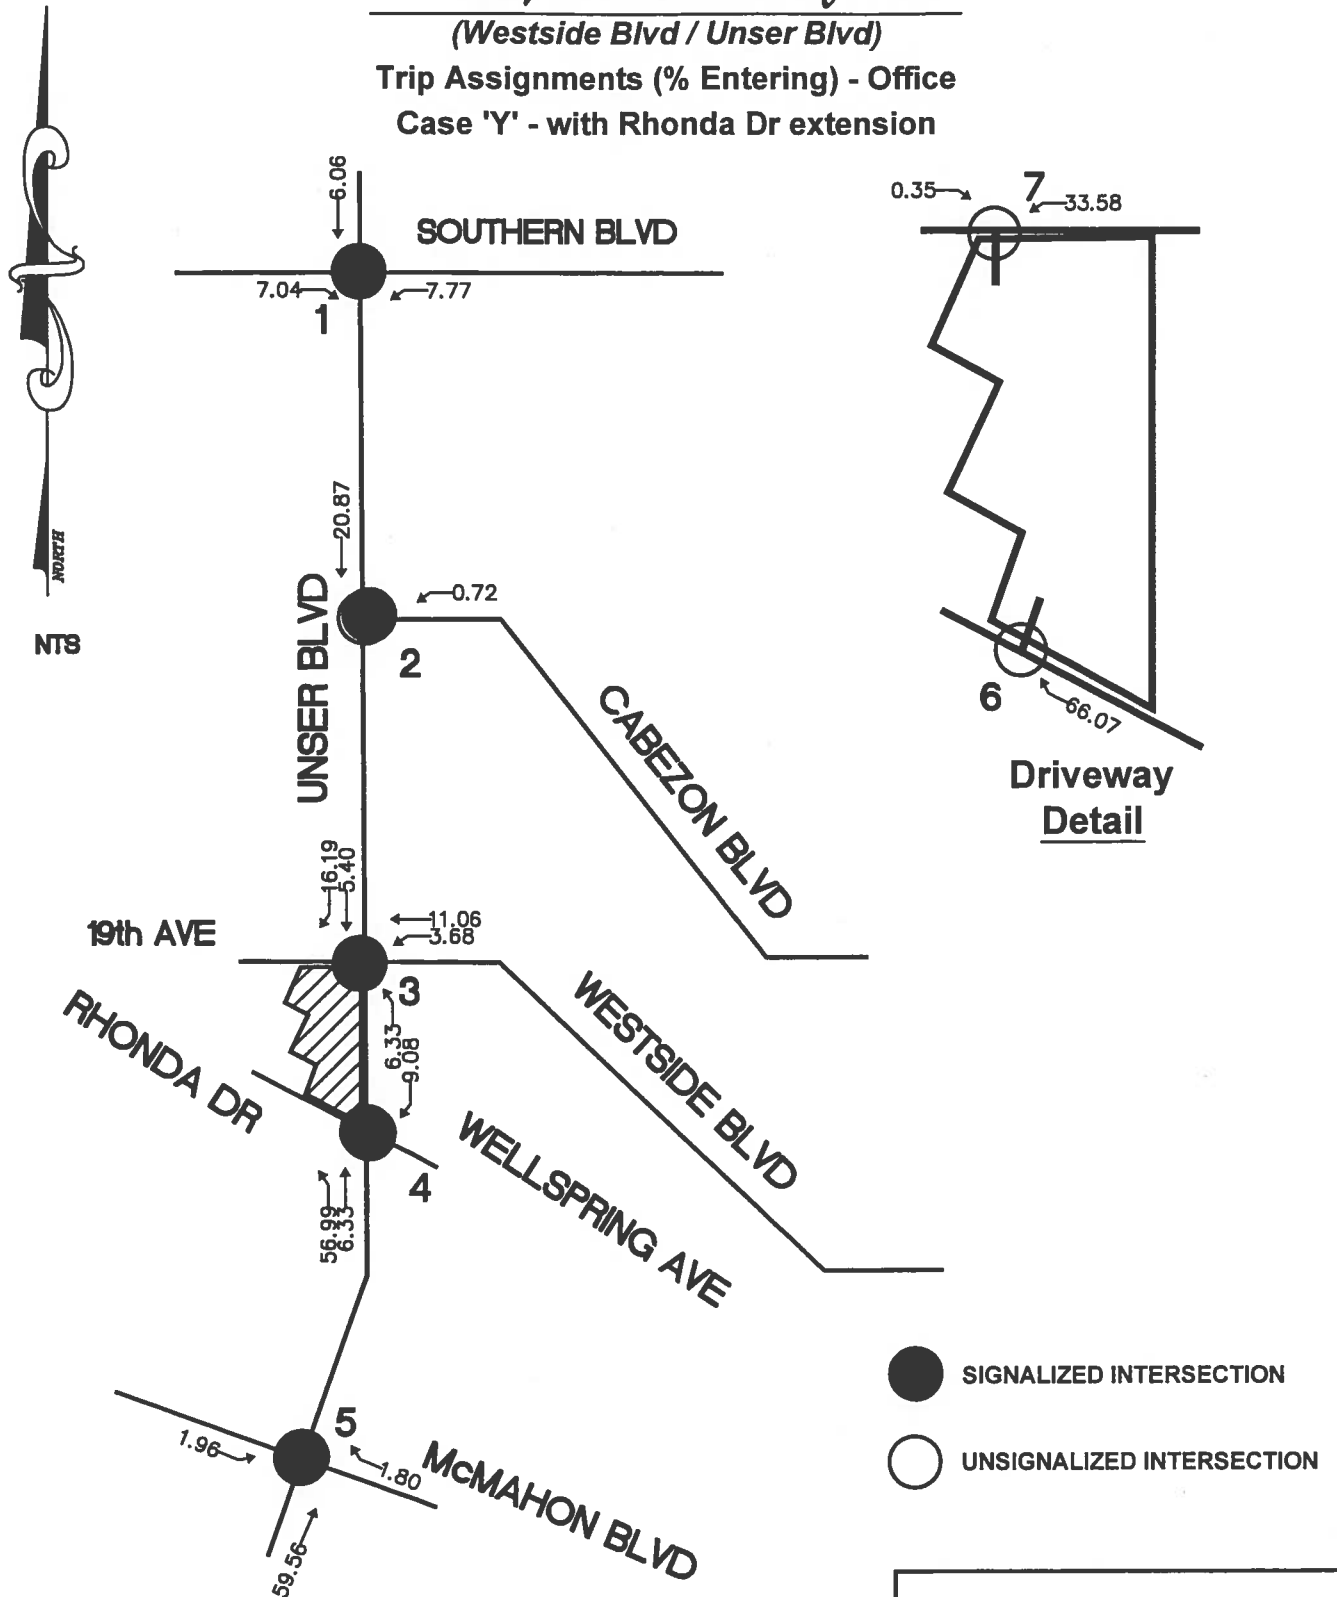 (Westside Blvd / Unser Blvd)
Trip Assignments (% Entering) - Office
Case 'Y' - with Rhonda Dr extension
6.06
SOUTHERN BLVD
7.04
7.77
1
0.35
7
33.58
NORTH
NTS
20.87
0.72
UNSER BLVD
2
CABEZON BLVD
6
66.07
Driveway
Detail
16.19
5.40
11.06
3.68
19th AVE
3
6.33
9.08
WESTSIDE BLVD
RHONDA DR
WELLSPRING AVE
4
56.99
6.33
SIGNALIZED INTERSECTION
5
1.96
1.80
McMAHON BLVD
UNSIGNALIZED INTERSECTION
59.56